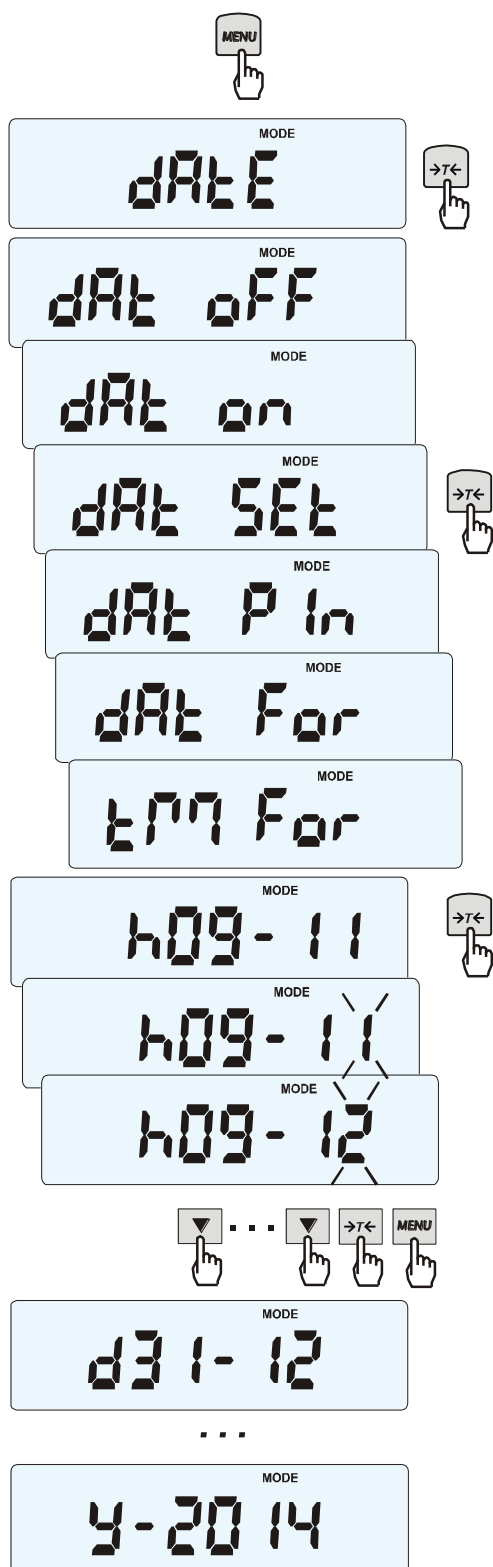 MENU
MODE
dAtE
→T←
MODE
dAt oFF
MODE
dAt on
MODE
dAt SEt
→T←
MODE
dAt PIn
MODE
dAt For
MODE
tM For
MODE
h09-11
→T←
MODE
h09-11
MODE
h09-12
▼ ... ▼ →T← MENU
MODE
d31-12
...
MODE
y-2014